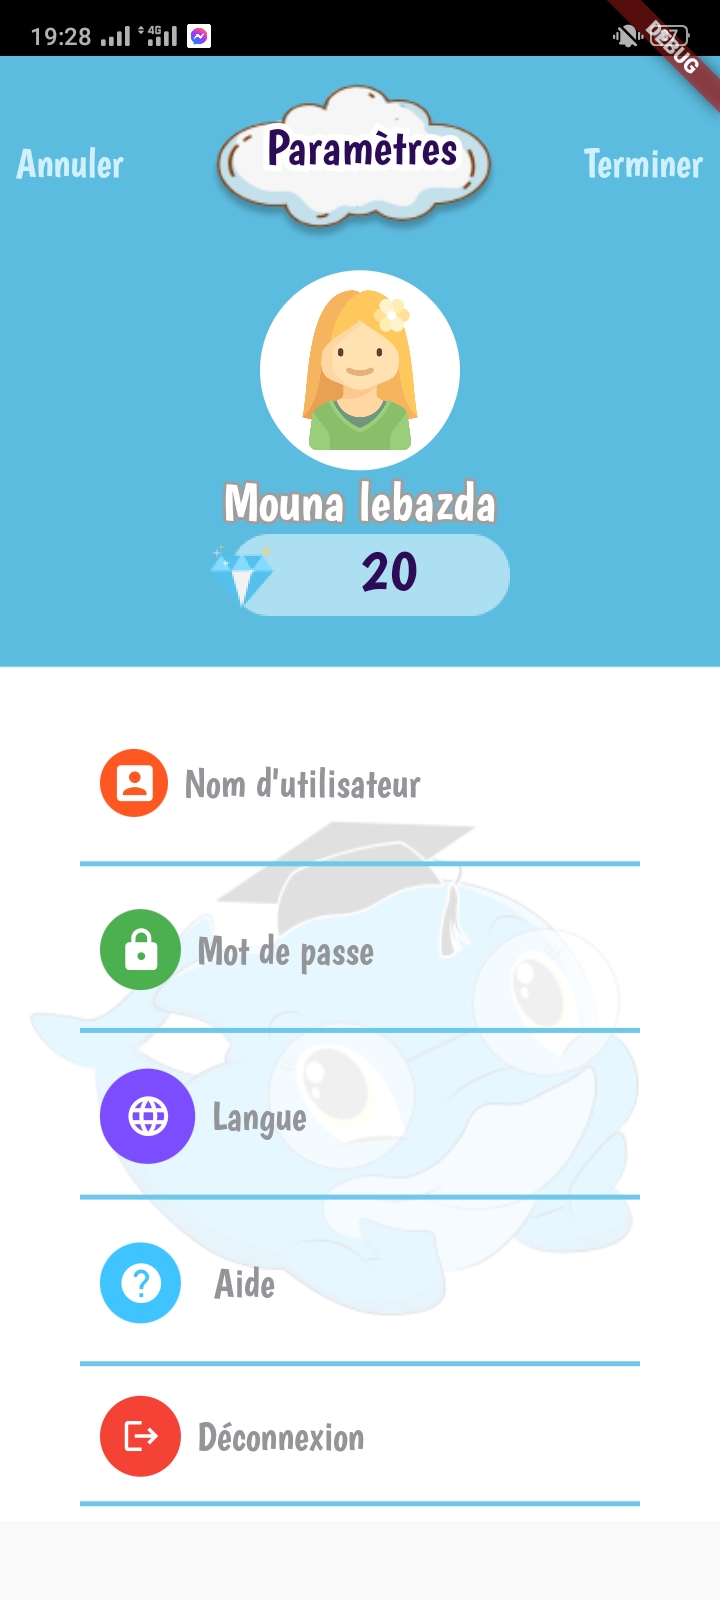 19:28 4G
DEBUG
Annuler
Paramètres
Terminer
Mouna lebazda
20
Nom d'utilisateur
Mot de passe
Langue
? Aide
Déconnexion